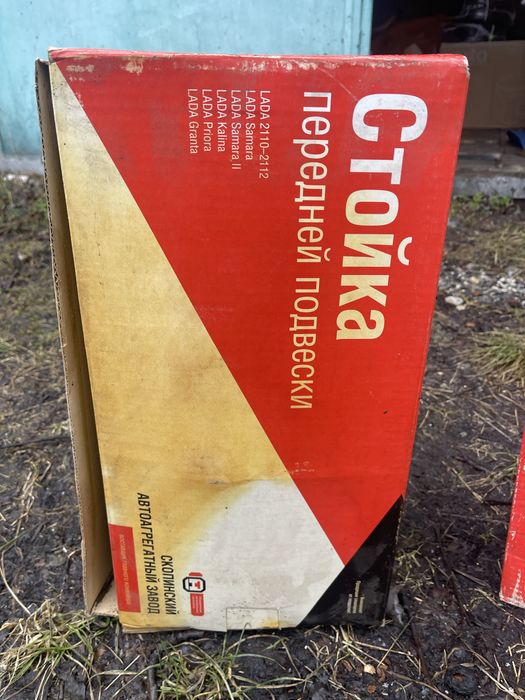 Стойка
передней подвески
LADA 2110–2112
LADA Samara
LADA Samara II
LADA Kalina
LADA Priora
LADA Granta
СКОПИНСКИЙ
АВТОАГРЕГАТНЫЙ ЗАВОД